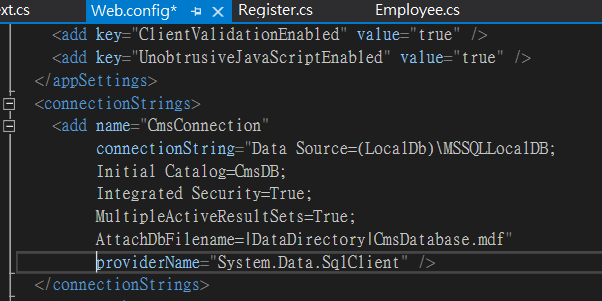 xt.cs Web.config* Register.cs Employee.cs
<add key="ClientValidationEnabled" value="true" />
<add key="UnobtrusiveJavaScriptEnabled" value="true" />
</appSettings>
<connectionStrings>
<add name="CmsConnection"
connectionString="Data Source=(LocalDb)\MSSQLLocalDB;
Initial Catalog=CmsDB;
Integrated Security=True;
MultipleActiveResultSets=True;
AttachDbFilename=|DataDirectory|CmsDatabase.mdf"
providerName="System.Data.SqlClient" />
</connectionStrings>